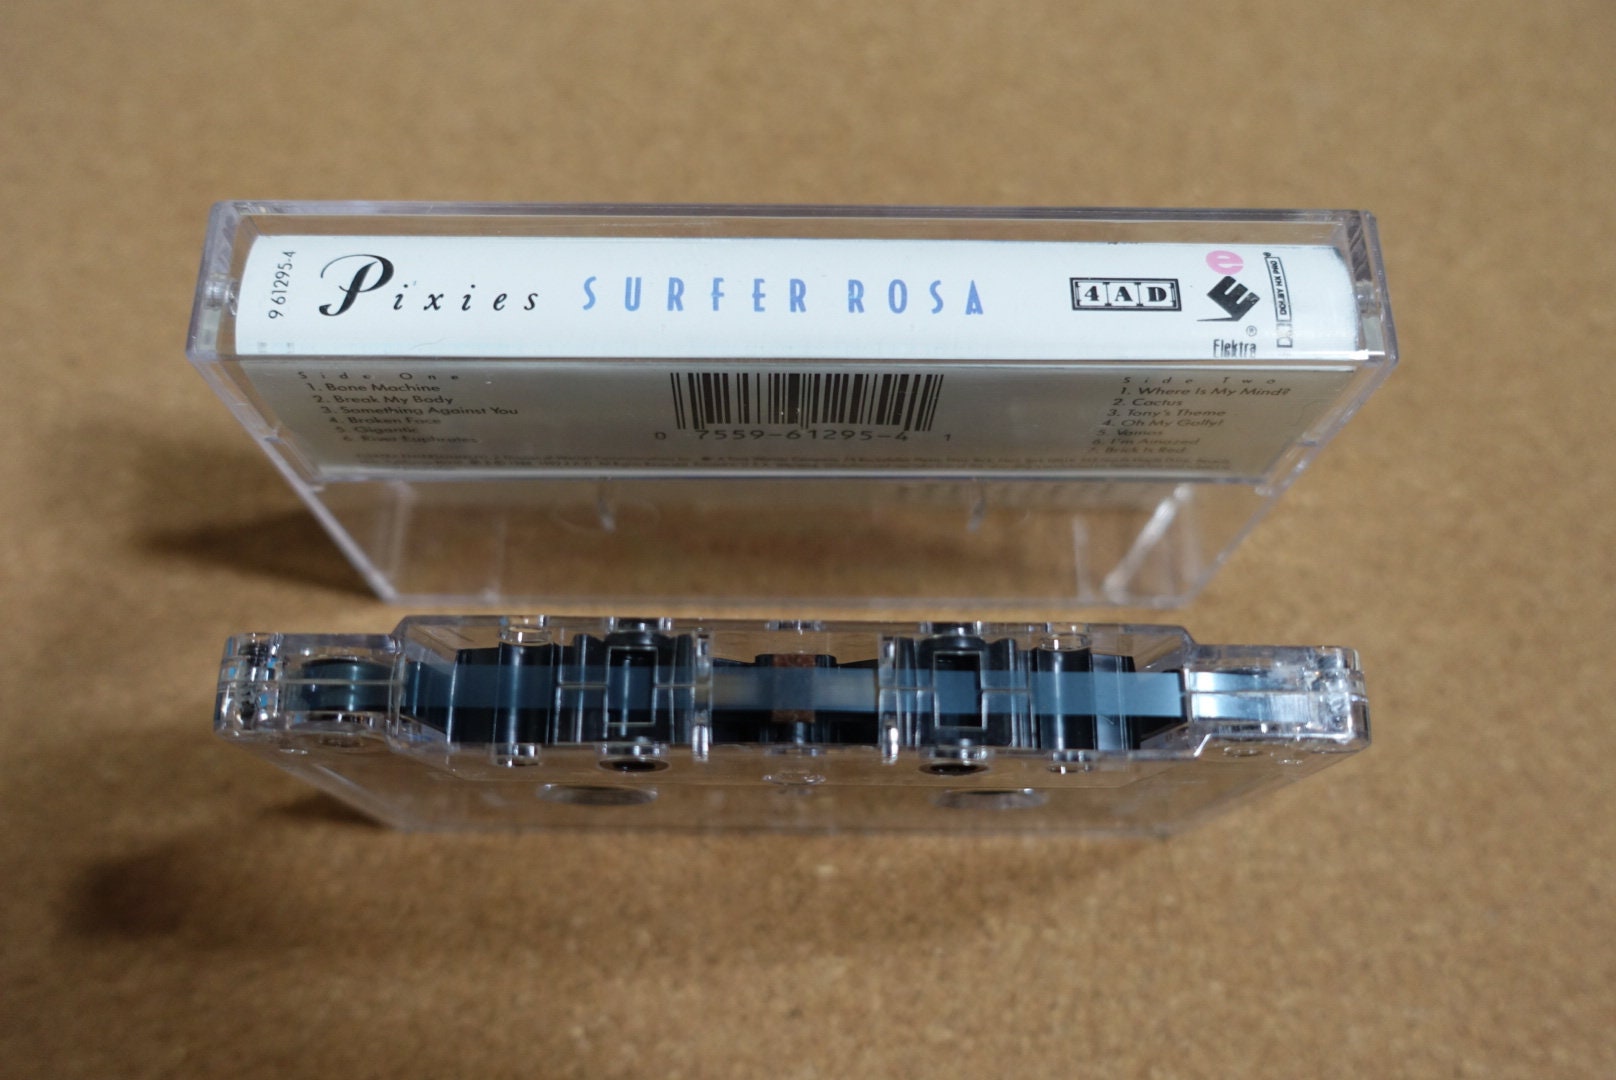 9 61295-4
Pixies SURFER ROSA
4AD
e
Elektra
DOLBY HX PRO
Side One
1. Bone Machine
2. Break My Body
3. Something Against You
4. Broken Face
5. Gigantic
6. River Euphrates
0 7559-61295-4 1
Side Two
1. Where Is My Mind?
2. Cactus
3. Tony's Theme
4. Oh My Golly!
5. Vamos
6. I'm Amazed
7. Brick Is Red